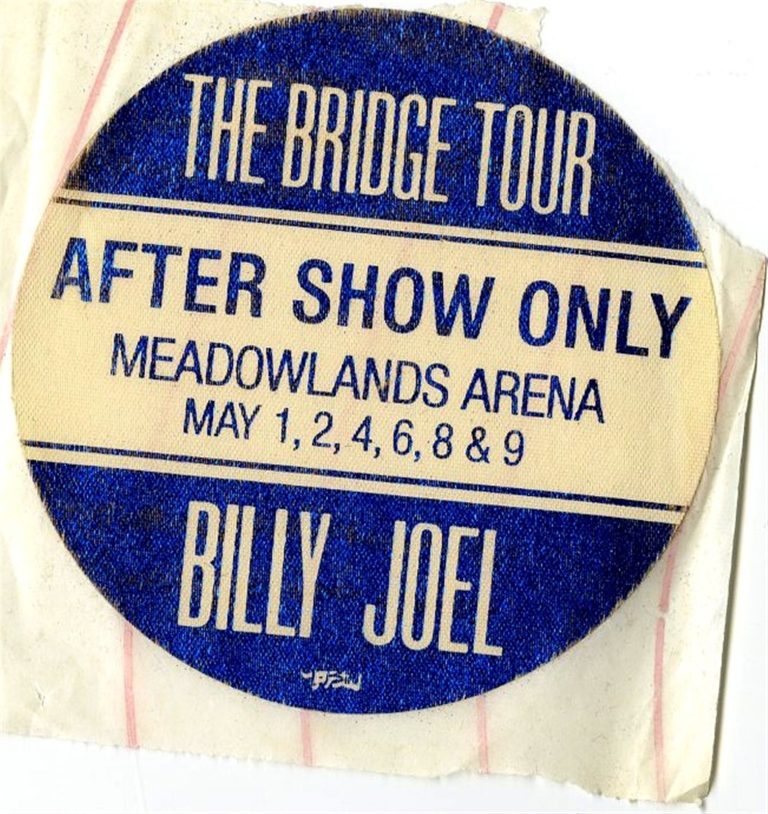 THE BRIDGE TOUR
AFTER SHOW ONLY
MEADOWLANDS ARENA
MAY 1, 2, 4, 6, 8 & 9
BILLY JOEL